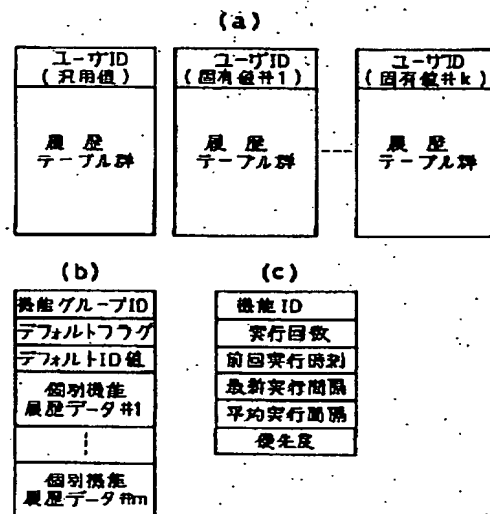 (a)
ユーザID
(汎用値)
履歴
テーブル群
ユーザID
(固有値#1)
履歴
テーブル群
ユーザID
(固有値#k)
履歴
テーブル群
(b)
機能グループID
デフォルトフラグ
デフォルトID値
個別機能
履歴データ#1
個別機能
履歴データ#m
(c)
機能ID
実行回数
前回実行時刻
最新実行間隔
平均実行間隔
優先度